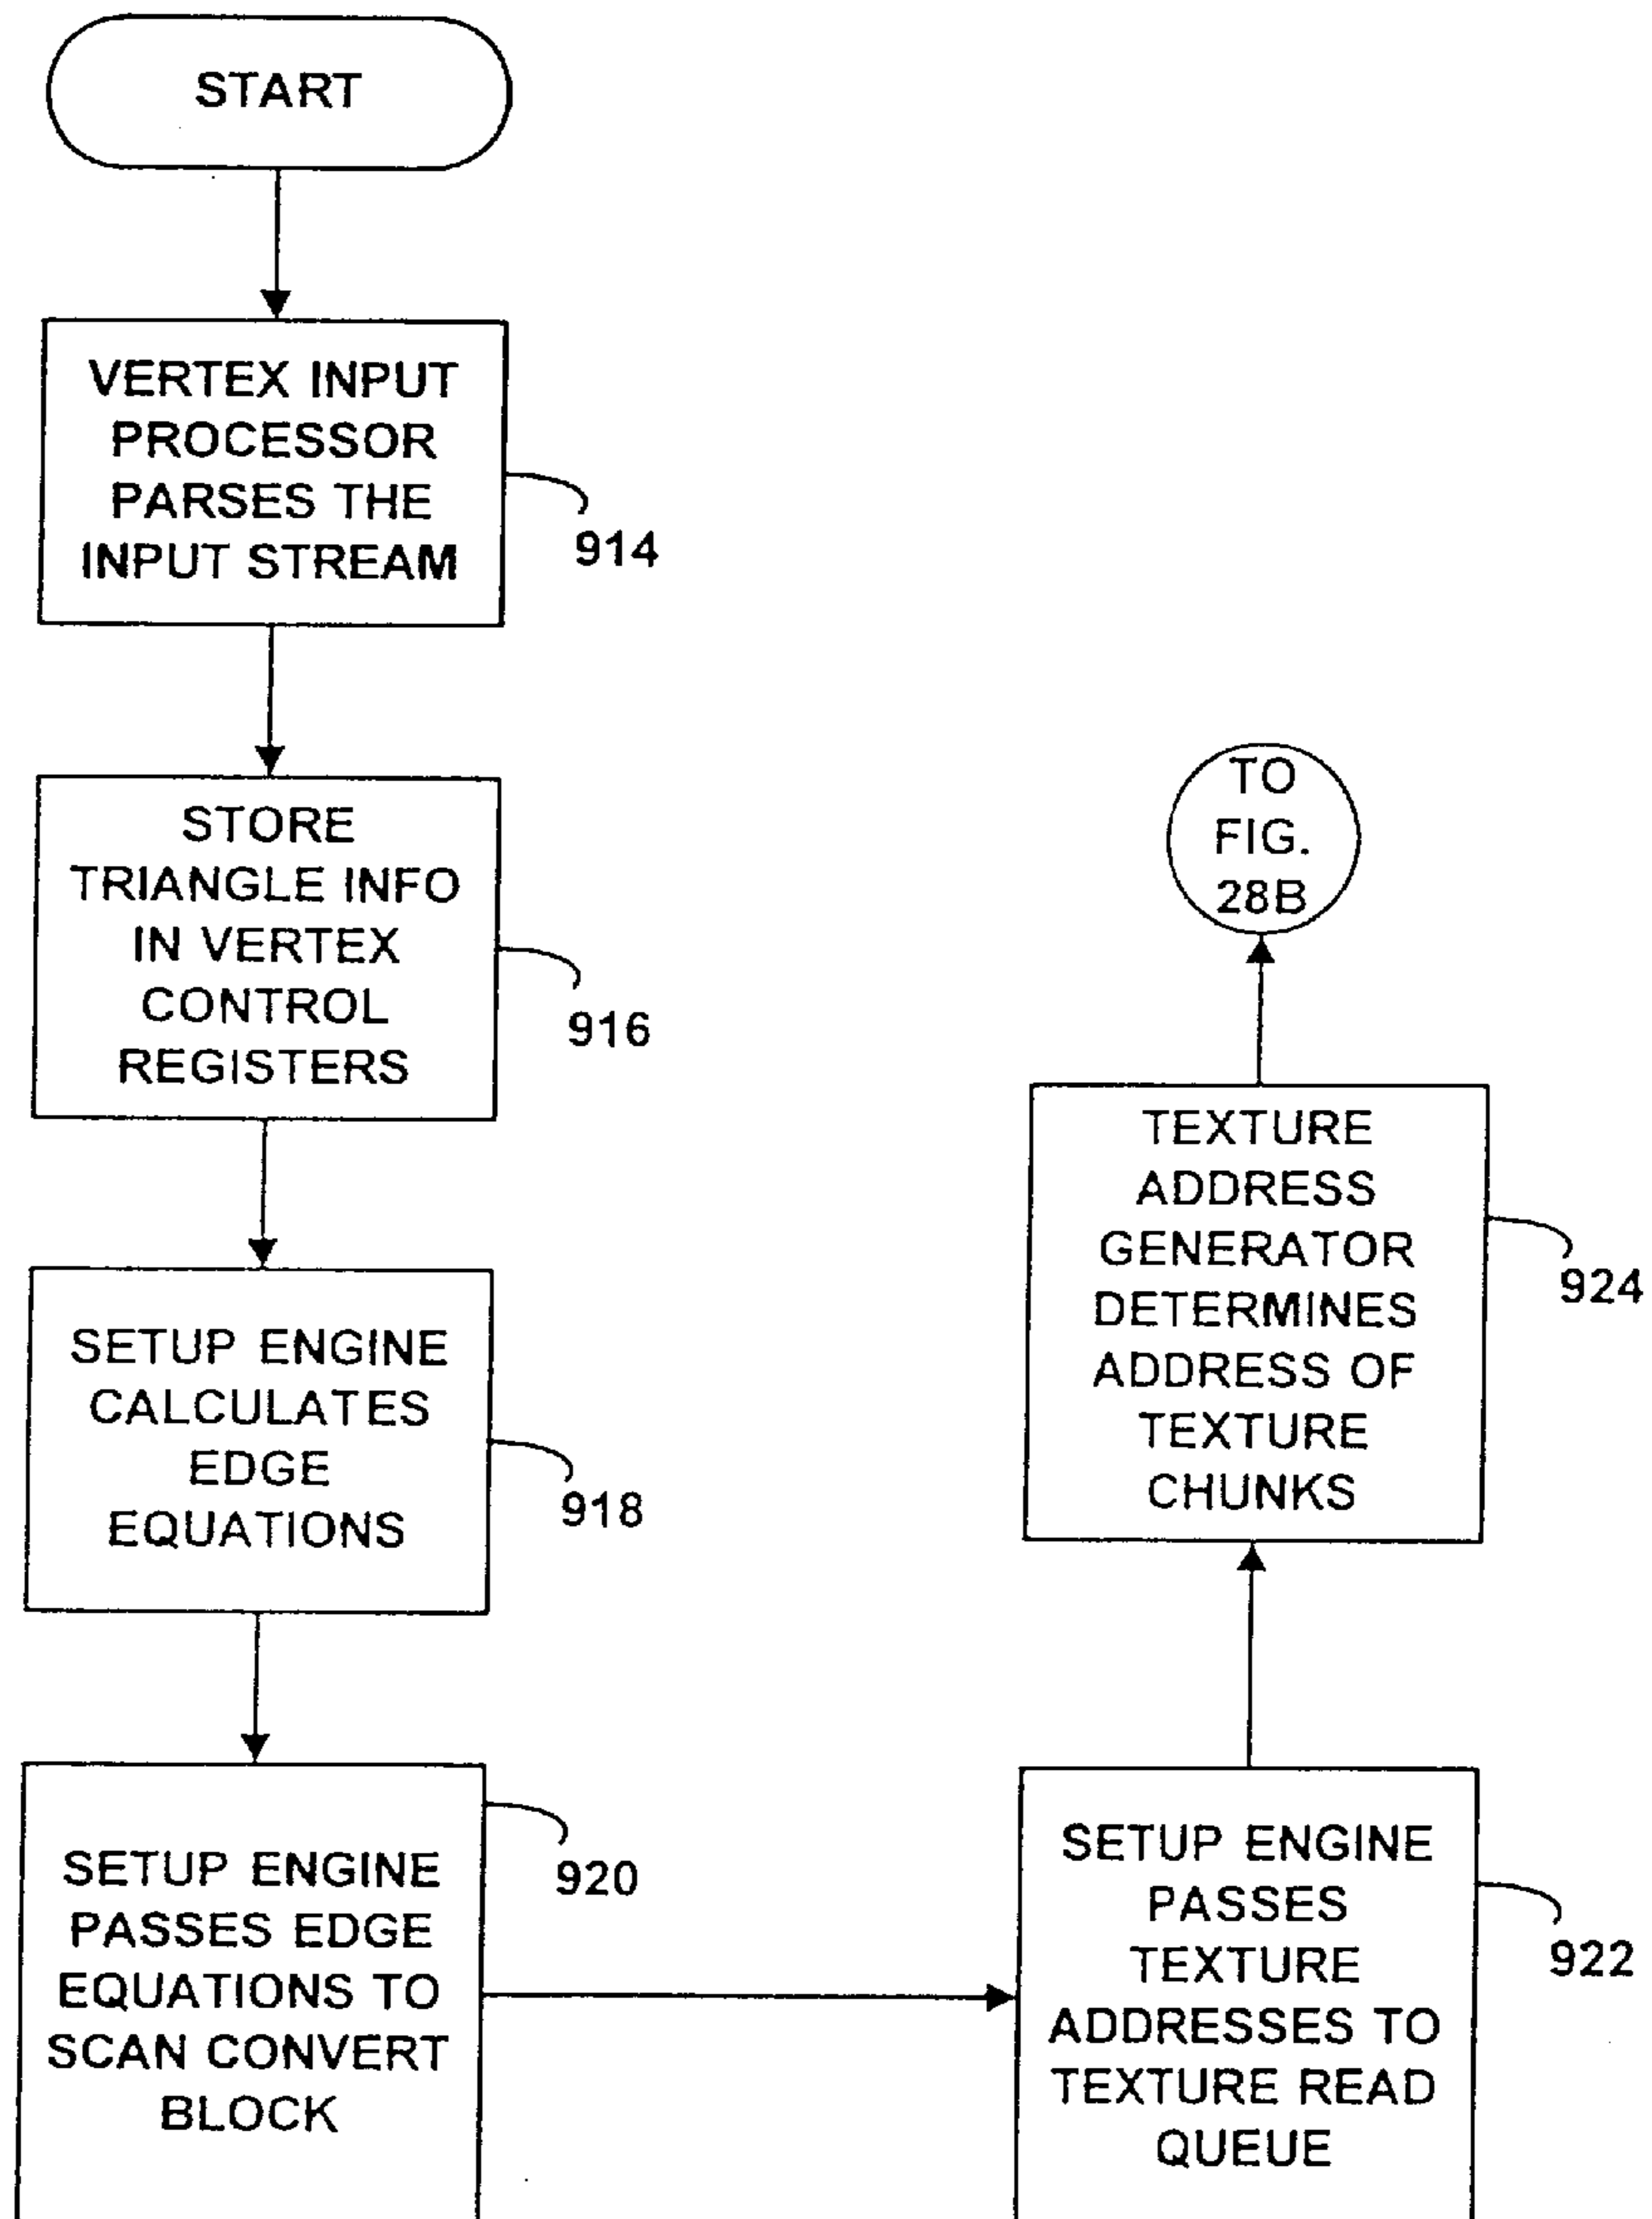 START
VERTEX INPUT
PROCESSOR
PARSES THE
INPUT STREAM
914
STORE
TRIANGLE INFO
IN VERTEX
CONTROL
REGISTERS
916
SETUP ENGINE
CALCULATES
EDGE
EQUATIONS
918
SETUP ENGINE
PASSES EDGE
EQUATIONS TO
SCAN CONVERT
BLOCK
920
SETUP ENGINE
PASSES
TEXTURE
ADDRESSES TO
TEXTURE READ
QUEUE
922
TEXTURE
ADDRESS
GENERATOR
DETERMINES
ADDRESS OF
TEXTURE
CHUNKS
924
TO
FIG.
28B